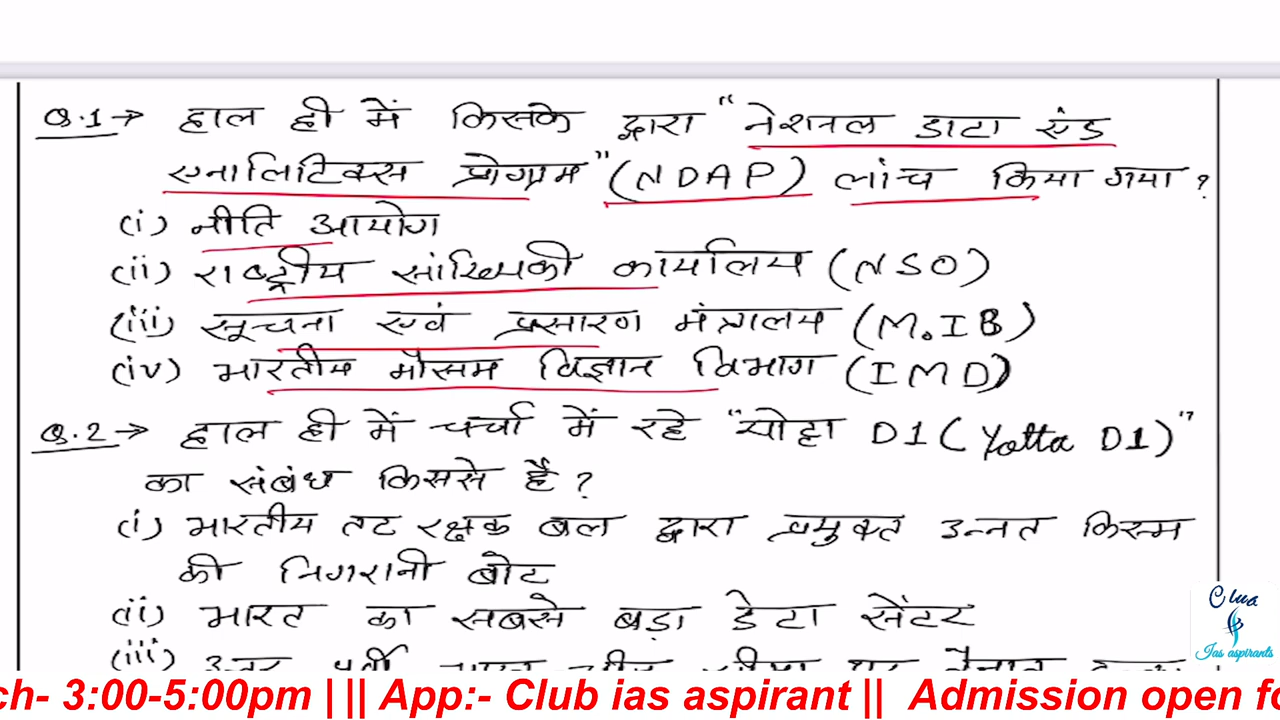 Q.1→ हाल ही में किसके द्वारा "नेशनल डाटा एंड
एनालिटिक्स प्रोग्राम" (NDAP) लांच किया गया?
(i) नीति आयोग
(ii) राष्ट्रीय सांख्यिकी कार्यालय (NSO)
(iii) सूचना एवं प्रसारण मंत्रालय (M.IB)
(iv) भारतीय मौसम विज्ञान विभाग (IMD)
Q.2→ हाल ही में चर्चा में रहे "योट्टा D1 (Yotta D1)"
का संबंध किससे है?
(i) भारतीय तट रक्षक बल द्वारा प्रयुक्त उन्नत किस्म
की निगरानी बोट
(ii) भारत का सबसे बड़ा डेटा सेंटर
(iii)
Club
Ias aspirants
ch- 3:00-5:00pm | || App:- Club ias aspirant || Admission open fo